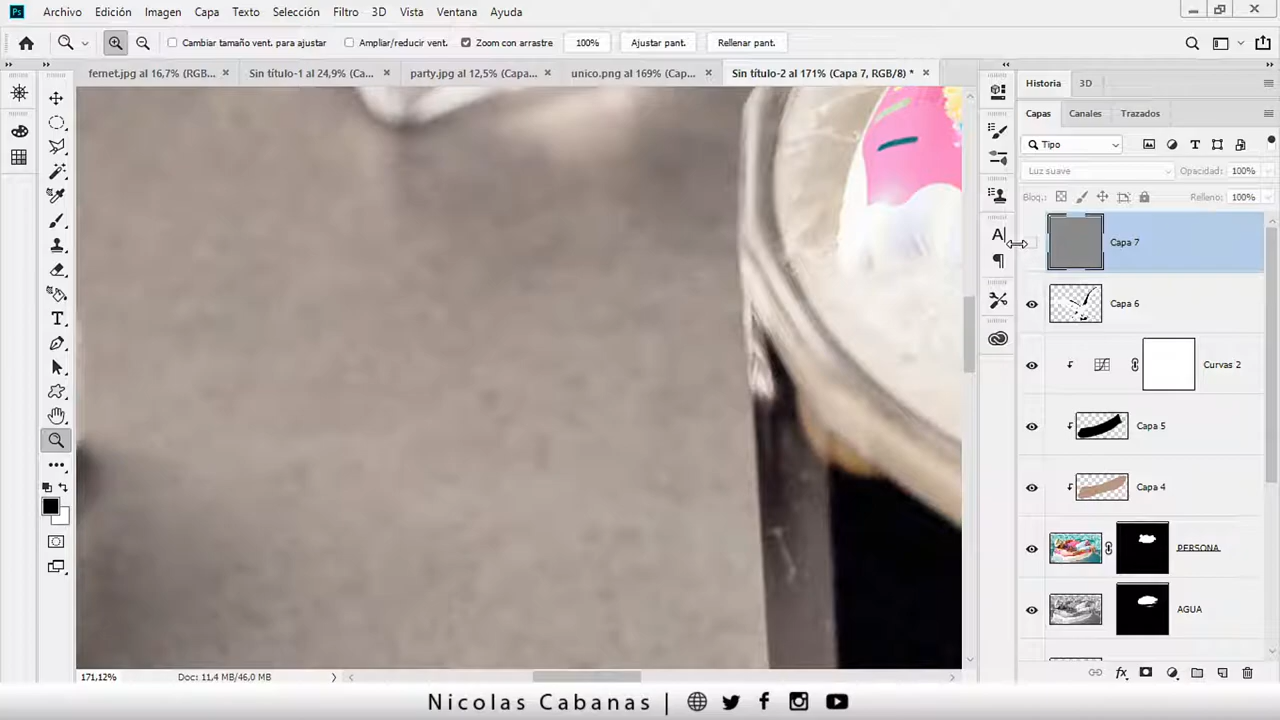 Ps Archivo Edición Imagen Capa Texto Selección Filtro 3D Vista Ventana Ayuda
Cambiar tamaño vent. para ajustar Ampliar/reducir vent. Zoom con arrastre 100% Ajustar pant. Rellenar pant.
fernet.jpg al 16,7% (RGB... × Sin título-1 al 24,9% (Ca... × party.jpg al 12,5% (Capa... × unico.png al 169% (Cap... × Sin título-2 al 171% (Capa 7, RGB/8) * ×
Historia 3D
Capas Canales Trazados
Tipo
Luz suave Opacidad: 100%
Bloq.: Relleno: 100%
Capa 7
Capa 6
Curvas 2
Capa 5
Capa 4
PERSONA
AGUA
171,12% Doc: 11,4 MB/46,0 MB
Nicolas Cabanas |